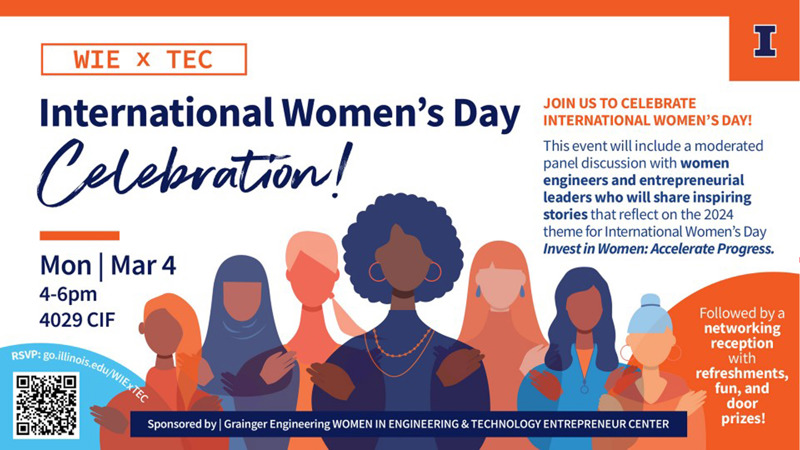 WIE x TEC
I
International Women's Day
Celebration!
Mon | Mar 4
4-6pm
4029 CIF
JOIN US TO CELEBRATE
INTERNATIONAL WOMEN'S DAY!
This event will include a moderated
panel discussion with women
engineers and entrepreneurial
leaders who will share inspiring
stories that reflect on the 2024
theme for International Women's Day
Invest in Women: Accelerate Progress.
Followed by a
networking
reception
with
refreshments,
fun, and
door
prizes!
RSVP: go.illinois.edu/WIExTEC
Sponsored by | Grainger Engineering WOMEN IN ENGINEERING & TECHNOLOGY ENTREPRENEUR CENTER